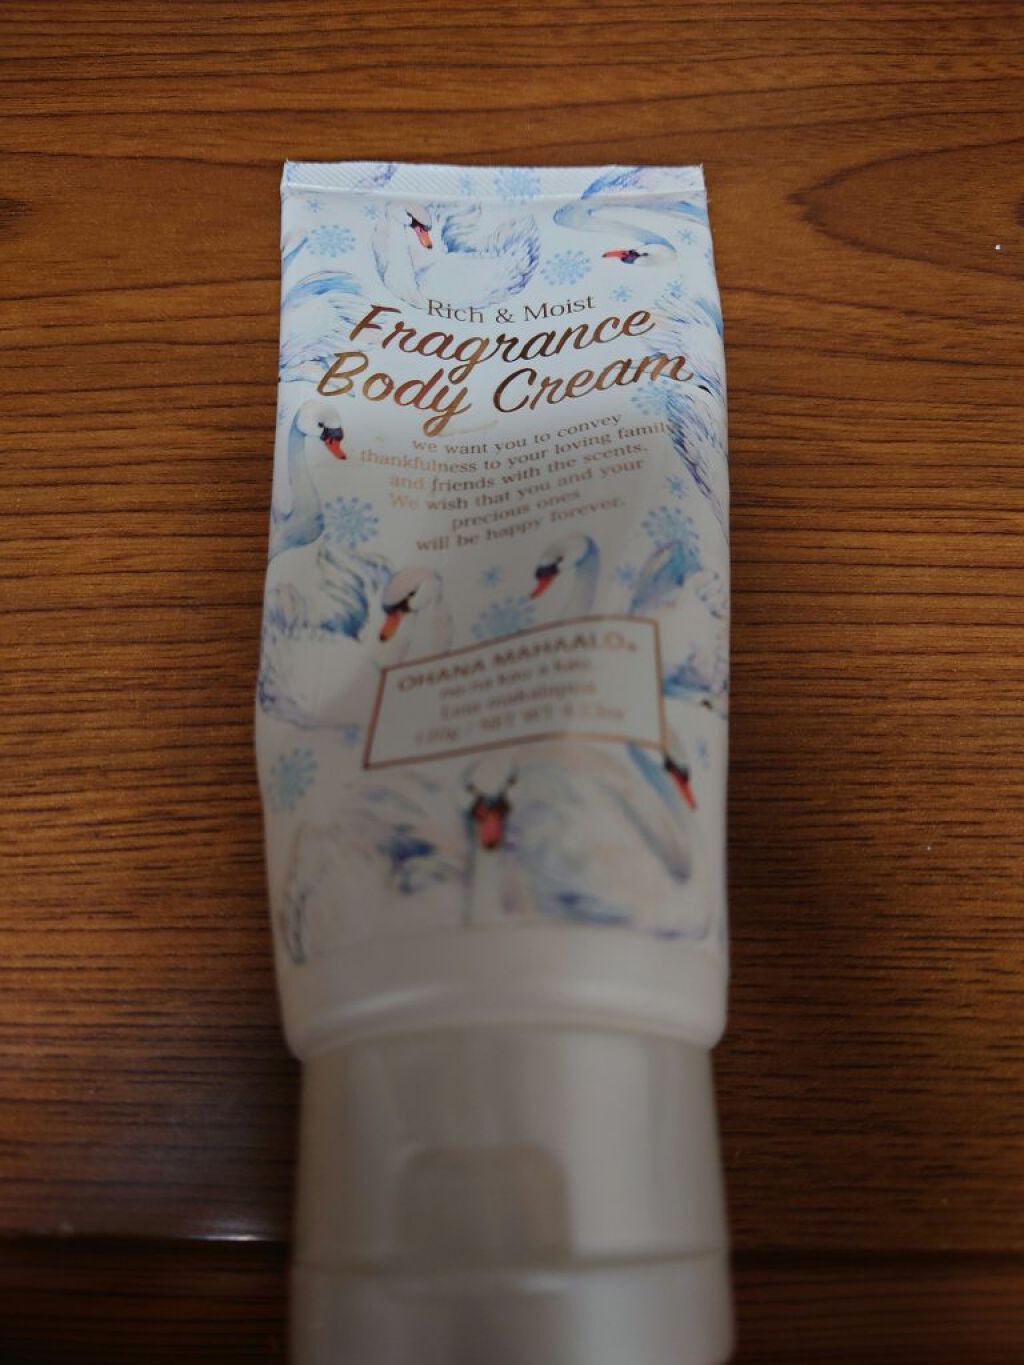 Rich & Moist
Fragrance
Body Cream
we want you to convey
thankfulness to your loving family
and friends with the scents.
We wish that you and your
precious ones
will be happy forever.
OHANA MAHAALO